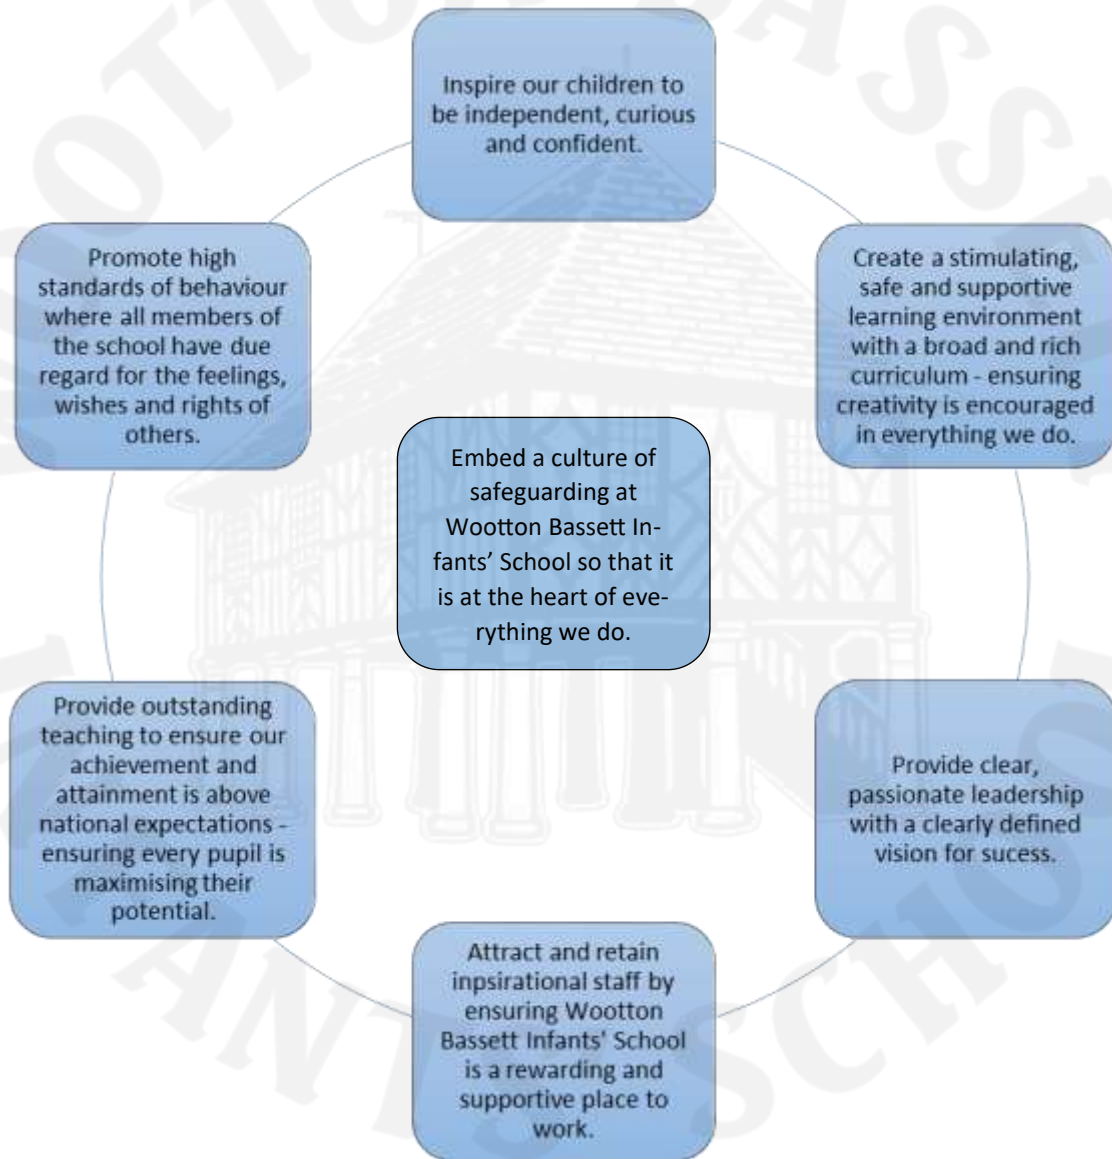 Inspire our children to
be independent, curious
and confident.
Create a stimulating,
safe and supportive
learning environment
with a broad and rich
curriculum - ensuring
creativity is encouraged
in everything we do.
Provide clear,
passionate leadership
with a clearly defined
vision for sucess.
Attract and retain
inpsirational staff by
ensuring Wootton
Bassett Infants' School
is a rewarding and
supportive place to
work.
Provide outstanding
teaching to ensure our
achievement and
attainment is above
national expectations -
ensuring every pupil is
maximising their
potential.
Promote high
standards of behaviour
where all members of
the school have due
regard for the feelings,
wishes and rights of
others.
Embed a culture of
safeguarding at
Wootton Bassett In-
fants’ School so that it
is at the heart of eve-
rything we do.